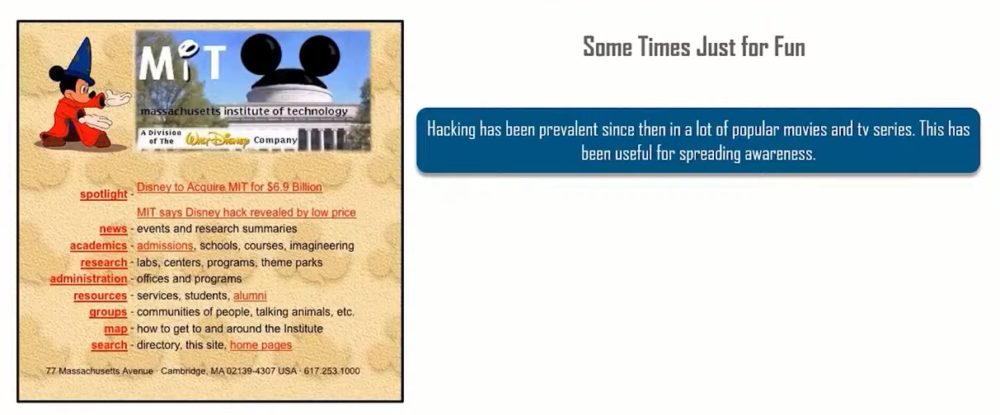 MiT
massachusetts institute of technology
A Division
of The Walt Disney Company
spotlight - Disney to Acquire MIT for $6.9 Billion
MIT says Disney hack revealed by low price
news - events and research summaries
academics - admissions, schools, courses, imagineering
research - labs, centers, programs, theme parks
administration - offices and programs
resources - services, students, alumni
groups - communities of people, talking animals, etc.
map - how to get to and around the Institute
search - directory, this site, home pages
77 Massachusetts Avenue · Cambridge, MA 02139-4307 USA · 617.253.1000
Some Times Just for Fun
Hacking has been prevalent since then in a lot of popular movies and tv series. This has
been useful for spreading awareness.